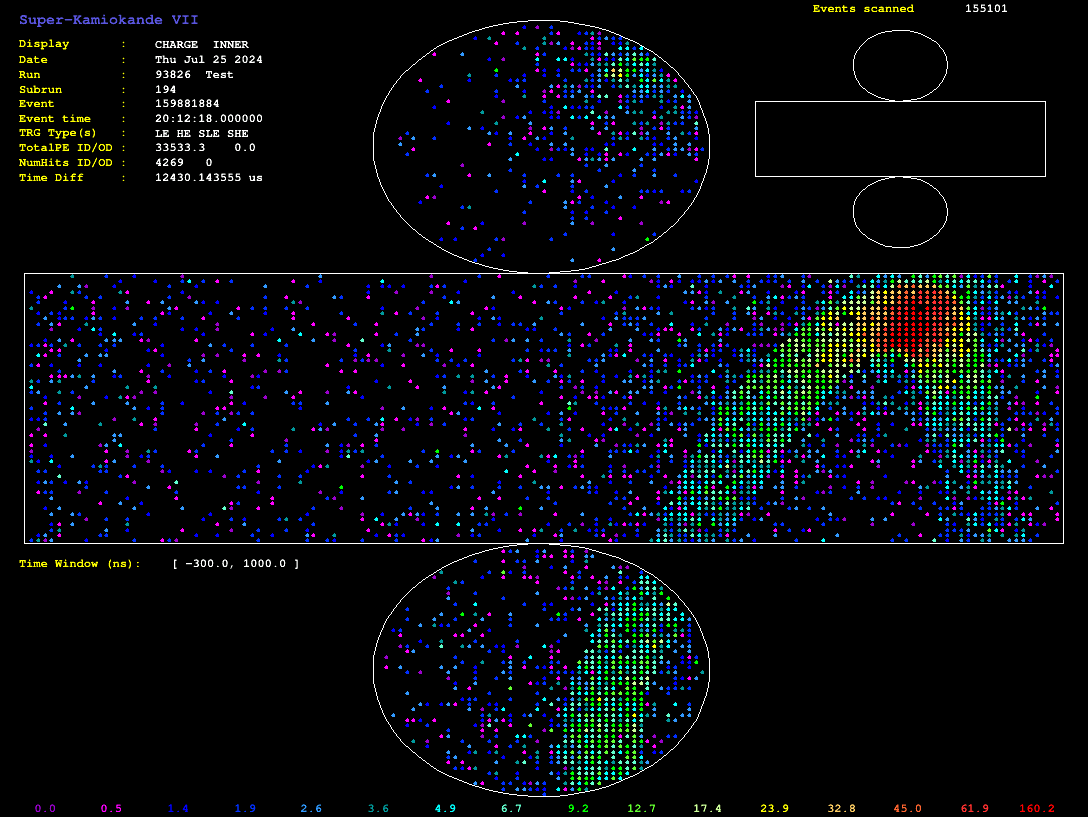 Super-Kamiokande VII
Events scanned 155101
Display : CHARGE INNER
Date : Thu Jul 25 2024
Run : 93826 Test
Subrun : 194
Event : 159881884
Event time : 20:12:18.000000
TRG Type(s) : LE HE SLE SHE
TotalPE ID/OD : 33533.3 0.0
NumHits ID/OD : 4269 0
Time Diff : 12430.143555 us
Time Window (ns): [ -300.0, 1000.0 ]
0.0 0.5 1.4 1.9 2.6 3.6 4.9 6.7 9.2 12.7 17.4 23.9 32.8 45.0 61.9 160.2